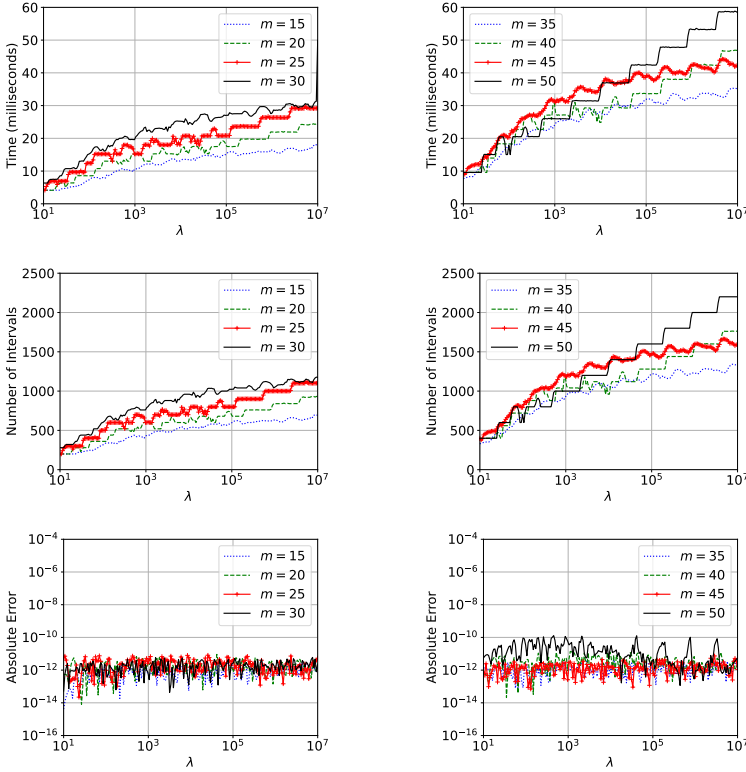 60
50
40
30
20
10
0
Time (milliseconds)
m = 15
m = 20
m = 25
m = 30
10^1 10^3 10^5 10^7
λ
60
50
40
30
20
10
0
Time (milliseconds)
m = 35
m = 40
m = 45
m = 50
10^1 10^3 10^5 10^7
λ
2500
2000
1500
1000
500
0
Number of Intervals
m = 15
m = 20
m = 25
m = 30
10^1 10^3 10^5 10^7
λ
2500
2000
1500
1000
500
0
Number of Intervals
m = 35
m = 40
m = 45
m = 50
10^1 10^3 10^5 10^7
λ
10^−4
10^−6
10^−8
10^−10
10^−12
10^−14
10^−16
Absolute Error
m = 15
m = 20
m = 25
m = 30
10^1 10^3 10^5 10^7
λ
10^−4
10^−6
10^−8
10^−10
10^−12
10^−14
10^−16
Absolute Error
m = 35
m = 40
m = 45
m = 50
10^1 10^3 10^5 10^7
λ